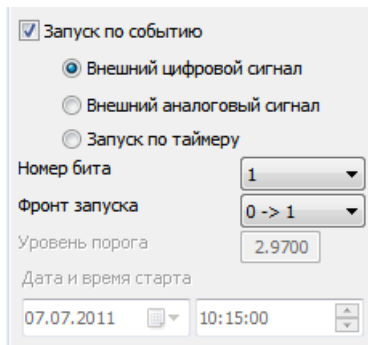 Запуск по событию
Внешний цифровой сигнал
Внешний аналоговый сигнал
Запуск по таймеру
Номер бита 1
Фронт запуска 0 -> 1
Уровень порога 2.9700
Дата и время старта
07.07.2011 10:15:00